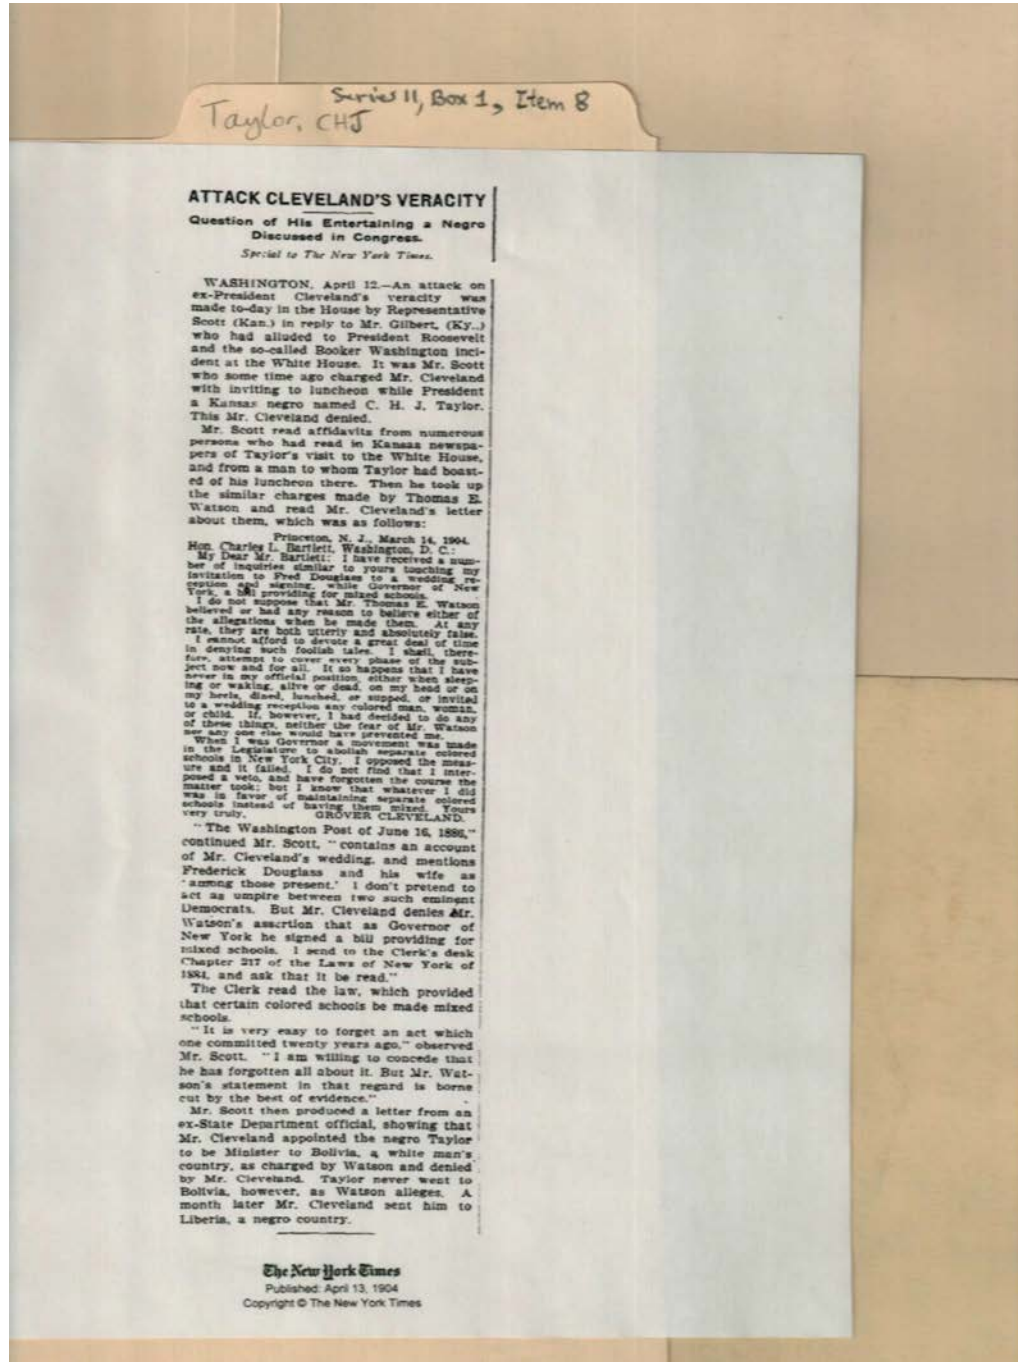 Series II, Box 1, Item 8
Taylor, CHJ
ATTACK CLEVELAND'S VERACITY
Question of His Entertaining a Negro
Discussed in Congress.
Special to The New York Times.
WASHINGTON, April 12.—An attack on
ex-President Cleveland's veracity was
made to-day in the House by Representative
Scott (Kan.) in reply to Mr. Gilbert, (Ky.,)
who had alluded to President Roosevelt
and the so-called Booker Washington inci-
dent at the White House. It was Mr. Scott
who some time ago charged Mr. Cleveland
with inviting to luncheon while President
a Kansas negro named C. H. J. Taylor.
This Mr. Cleveland denied.
Mr. Scott read affidavits from numerous
persons who had read in Kansas newspa-
pers of Taylor's visit to the White House,
and from a man to whom Taylor had boast-
ed of his luncheon there. Then he took up
the similar charges made by Thomas E.
Watson and read Mr. Cleveland's letter
about them, which was as follows:
Princeton, N. J., March 14, 1904.
Hon. Charles L. Bartlett, Washington, D. C.:
My Dear Mr. Bartlett: I have received a num-
ber of inquiries similar to yours touching my
invitation to Fred Douglass to a wedding re-
ception and signing, while Governor of New
York, a bill providing for mixed schools.
I do not suppose that Mr. Thomas E. Watson
believed or had any reason to believe either of
the allegations when he made them. At any
rate, they are both utterly and absolutely false.
I cannot afford to devote a great deal of time
in denying such foolish tales. I shall, there-
fore, attempt to cover every phase of the sub-
ject now and for all. It so happens that I have
never in my official position, either when sleep-
ing or waking, alive or dead, on my head or on
my heels, dined, lunched, or supped, or invited
to a wedding reception any colored man, woman,
or child. If, however, I had decided to do any
of these things, neither the fear of Mr. Watson
nor any one else would have prevented me.
When I was Governor a movement was made
in the Legislature to abolish separate colored
schools in New York City. I opposed the meas-
ure and it failed. I do not find that I inter-
posed a veto, and have forgotten the course the
matter took; but I know that whatever I did
was in favor of maintaining separate colored
schools instead of having them mixed. Yours
very truly, GROVER CLEVELAND.
"The Washington Post of June 16, 1886,"
continued Mr. Scott, "contains an account
of Mr. Cleveland's wedding, and mentions
Frederick Douglass and his wife as
'among those present.' I don't pretend to
act as umpire between two such eminent
Democrats. But Mr. Cleveland denies Mr.
Watson's assertion that as Governor of
New York he signed a bill providing for
mixed schools. I send to the Clerk's desk
Chapter 217 of the Laws of New York of
1884, and ask that it be read."
The Clerk read the law, which provided
that certain colored schools be made mixed
schools.
"It is very easy to forget an act which
one committed twenty years ago," observed
Mr. Scott. "I am willing to concede that
he has forgotten all about it. But Mr. Wat-
son's statement in that regard is borne
out by the best of evidence."
Mr. Scott then produced a letter from an
ex-State Department official, showing that
Mr. Cleveland appointed the negro Taylor
to be Minister to Bolivia, a white man's
country, as charged by Watson and denied
by Mr. Cleveland. Taylor never went to
Bolivia, however, as Watson alleges. A
month later Mr. Cleveland sent him to
Liberia, a negro country.
The New York Times
Published: April 13, 1904
Copyright © The New York Times